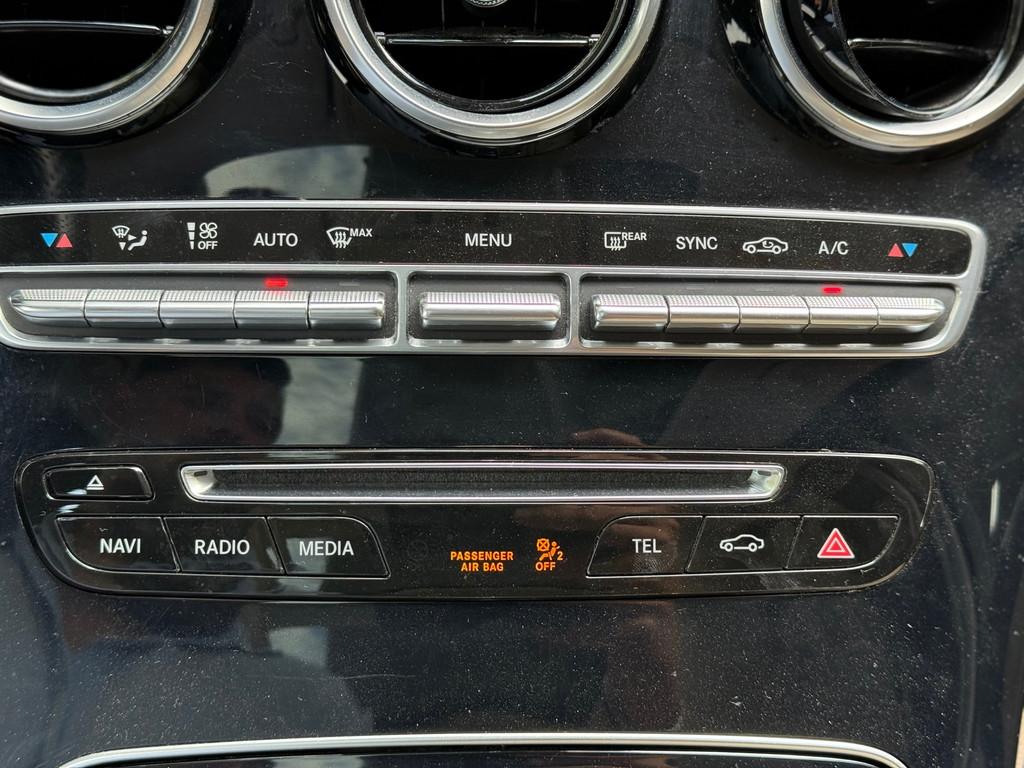 OFF
AUTO
MAX
MENU
REAR
SYNC
A/C
NAVI
RADIO
MEDIA
PASSENGER
AIR BAG
2
OFF
TEL